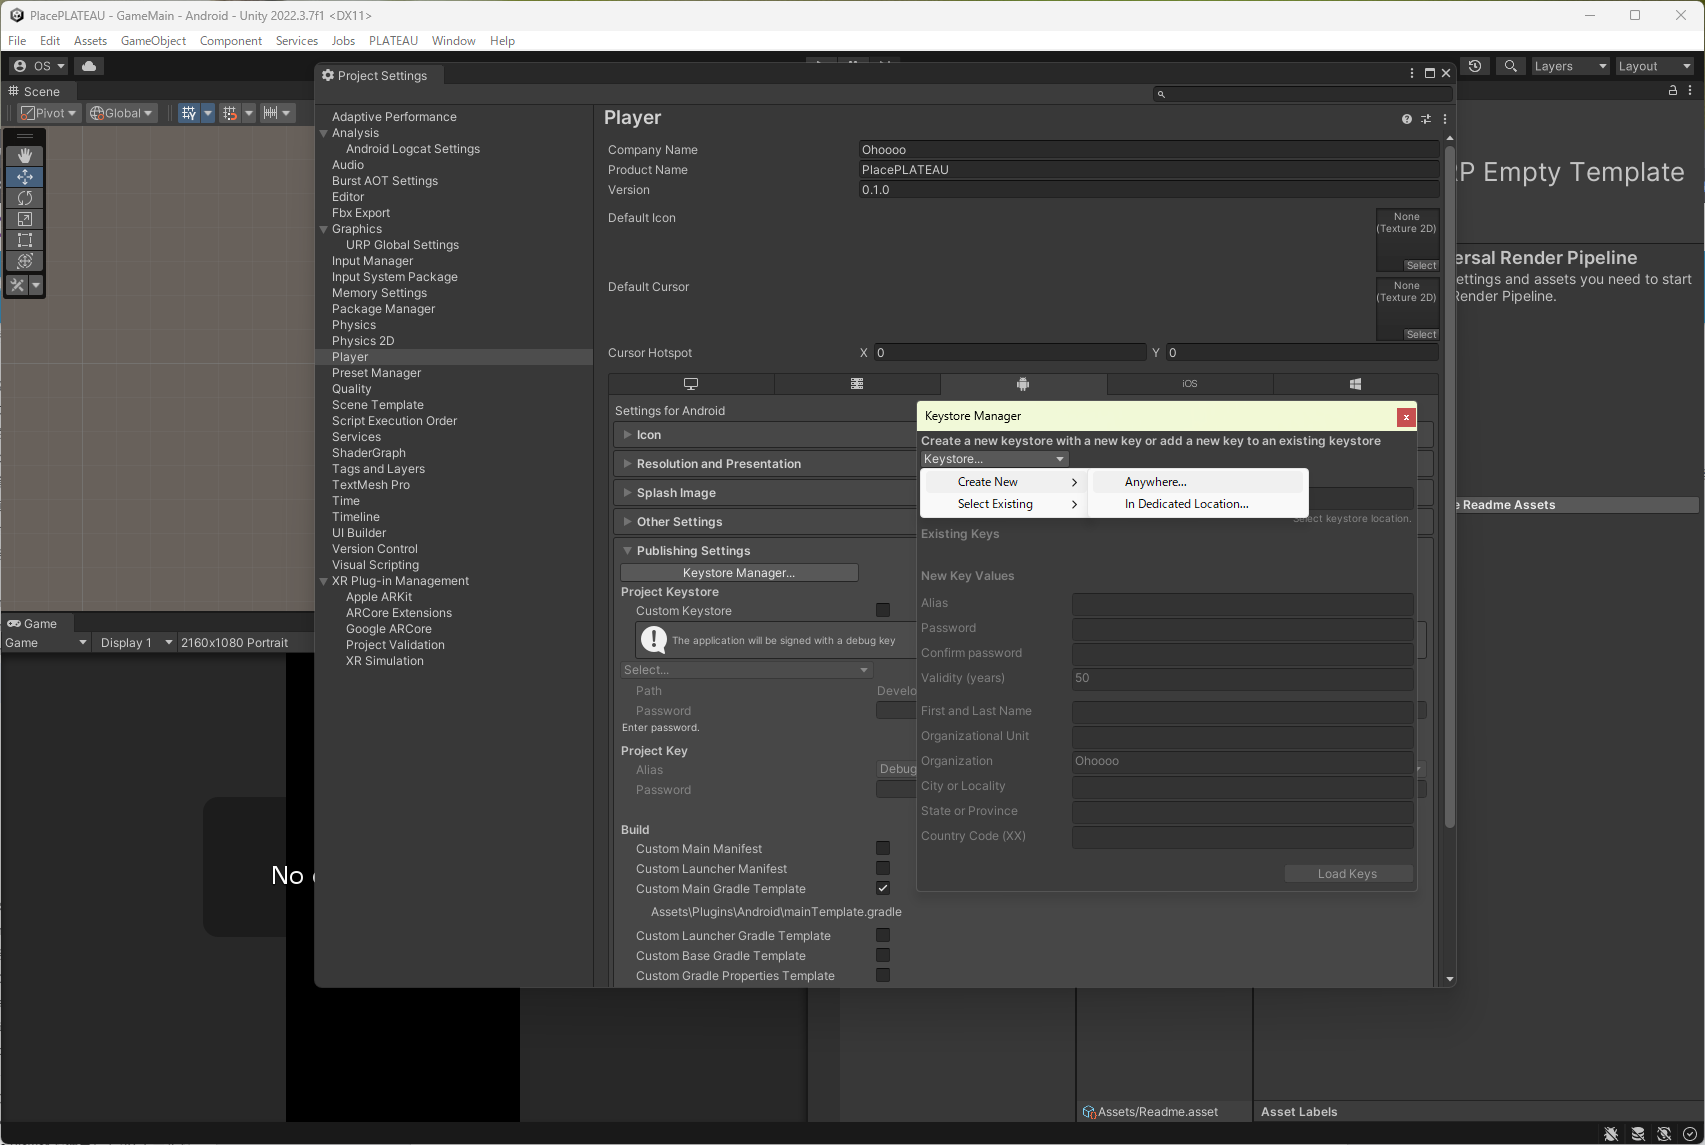 PlacePLATEAU - GameMain - Android - Unity 2022.3.7f1 <DX11>
File Edit Assets GameObject Component Services Jobs PLATEAU Window Help
OS
Layers
Layout
Scene
Pivot
Global
Project Settings
Adaptive Performance
Analysis
Android Logcat Settings
Audio
Burst AOT Settings
Editor
Fbx Export
Graphics
URP Global Settings
Input Manager
Input System Package
Memory Settings
Package Manager
Physics
Physics 2D
Player
Preset Manager
Quality
Scene Template
Script Execution Order
Services
ShaderGraph
Tags and Layers
TextMesh Pro
Time
Timeline
UI Builder
Version Control
Visual Scripting
XR Plug-in Management
Apple ARKit
ARCore Extensions
Google ARCore
Project Validation
XR Simulation
Player
Company Name Ohoooo
Product Name PlacePLATEAU
Version 0.1.0
Default Icon
None
(Texture 2D)
Select
Default Cursor
None
(Texture 2D)
Select
Cursor Hotspot X 0 Y 0
iOS
Settings for Android
Icon
Resolution and Presentation
Splash Image
Other Settings
Publishing Settings
Keystore Manager...
Project Keystore
Custom Keystore
The application will be signed with a debug key
Select...
Path Develo
Password
Enter password.
Project Key
Alias Debug
Password
Build
Custom Main Manifest
Custom Launcher Manifest
Custom Main Gradle Template
Assets\Plugins\Android\mainTemplate.gradle
Custom Launcher Gradle Template
Custom Base Gradle Template
Custom Gradle Properties Template
Keystore Manager
x
Create a new keystore with a new key or add a new key to an existing keystore
Keystore...
Create New
Select Existing
Anywhere...
In Dedicated Location...
Select keystore location.
Existing Keys
New Key Values
Alias
Password
Confirm password
Validity (years) 50
First and Last Name
Organizational Unit
Organization Ohoooo
City or Locality
State or Province
Country Code (XX)
Load Keys
P Empty Template
ersal Render Pipeline
ettings and assets you need to start
Render Pipeline.
e Readme Assets
Game
Game Display 1 2160x1080 Portrait
No
Assets/Readme.asset
Asset Labels